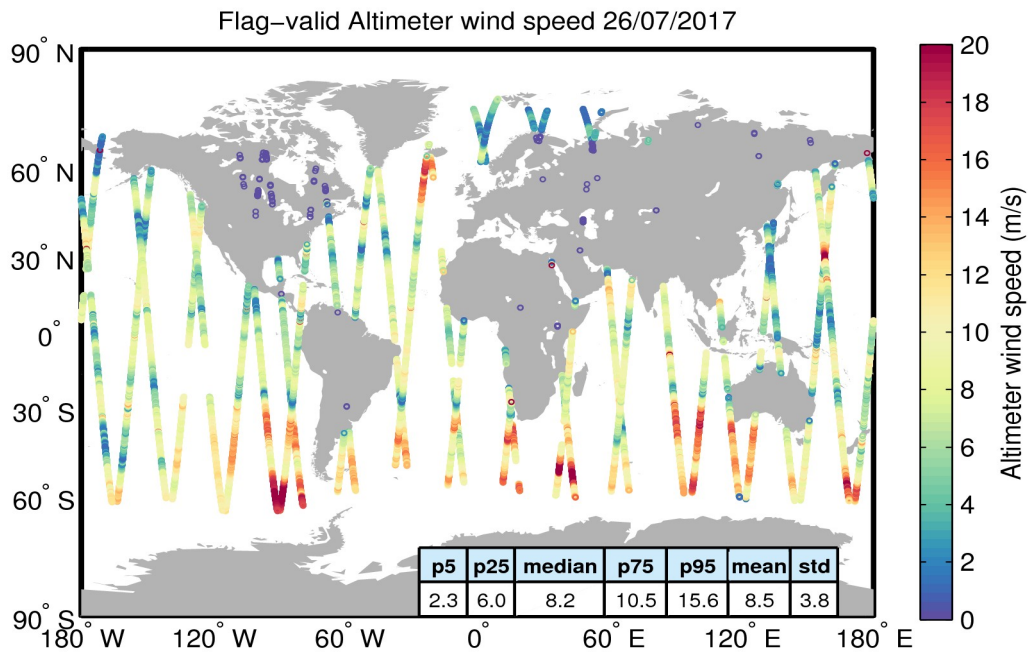 Flag-valid Altimeter wind speed 26/07/2017
90° N
60° N
30° N
0°
30° S
60° S
90° S
180° W
120° W
60° W
0°
60° E
120° E
180° E
p5 p25 median p75 p95 mean std
2.3 6.0 8.2 10.5 15.6 8.5 3.8
20
18
16
14
12
10
8
6
4
2
0
Altimeter wind speed (m/s)